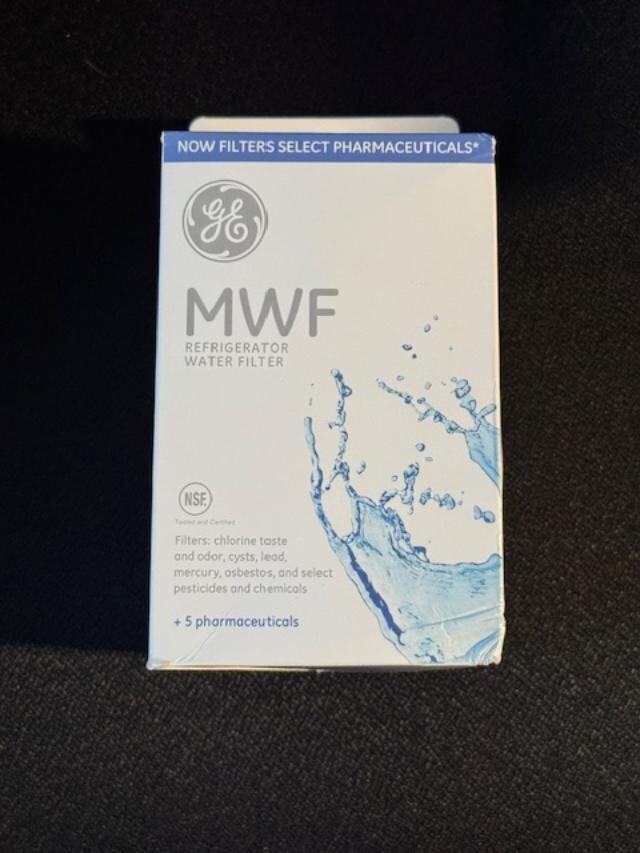 NOW FILTERS SELECT PHARMACEUTICALS*
GE
MWF
REFRIGERATOR
WATER FILTER
NSF.
Tested and Certified
Filters: chlorine taste
and odor, cysts, lead,
mercury, asbestos, and select
pesticides and chemicals
+ 5 pharmaceuticals